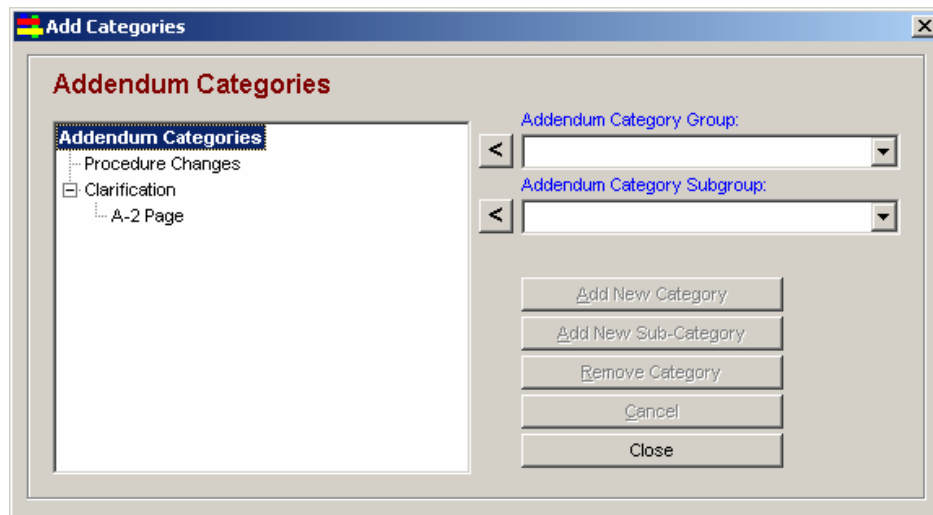 Add Categories
Addendum Categories
Addendum Categories
Procedure Changes
Clarification
A-2 Page
Addendum Category Group:
<
Addendum Category Subgroup:
<
Add New Category
Add New Sub-Category
Remove Category
Cancel
Close